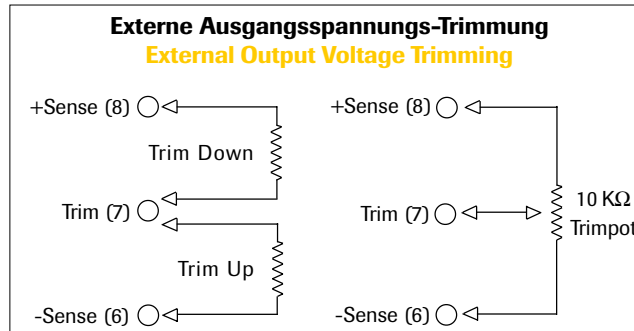 Externe Ausgangsspannungs-Trimmung
External Output Voltage Trimming
+Sense (8)
Trim Down
Trim (7)
Trim Up
-Sense (6)
+Sense (8)
Trim (7)
10 KΩ
Trimpot
-Sense (6)